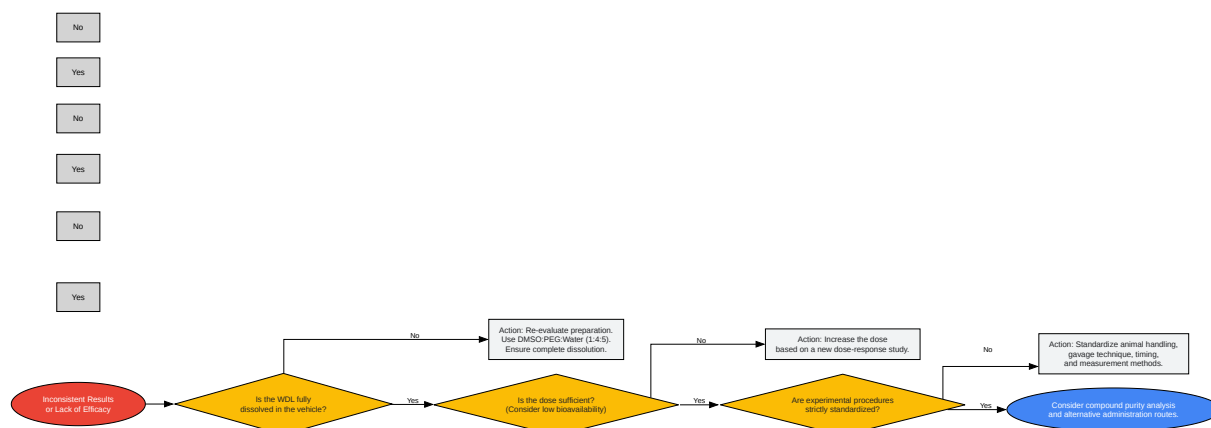 No
Yes
No
Yes
No
Yes
No
Action: Re-evaluate preparation.
Use DMSO:PEG:Water (1:4:5).
Ensure complete dissolution.
No
Action: Increase the dose
based on a new dose-response study.
No
Action: Standardize animal handling,
gavage technique, timing,
and measurement methods.
Inconsistent Results
or Lack of Efficacy
Is the WDL fully
dissolved in the vehicle?
Yes
Is the dose sufficient?
(Consider low bioavailability)
Yes
Are experimental procedures
strictly standardized?
Yes
Consider compound purity analysis
and alternative administration routes.